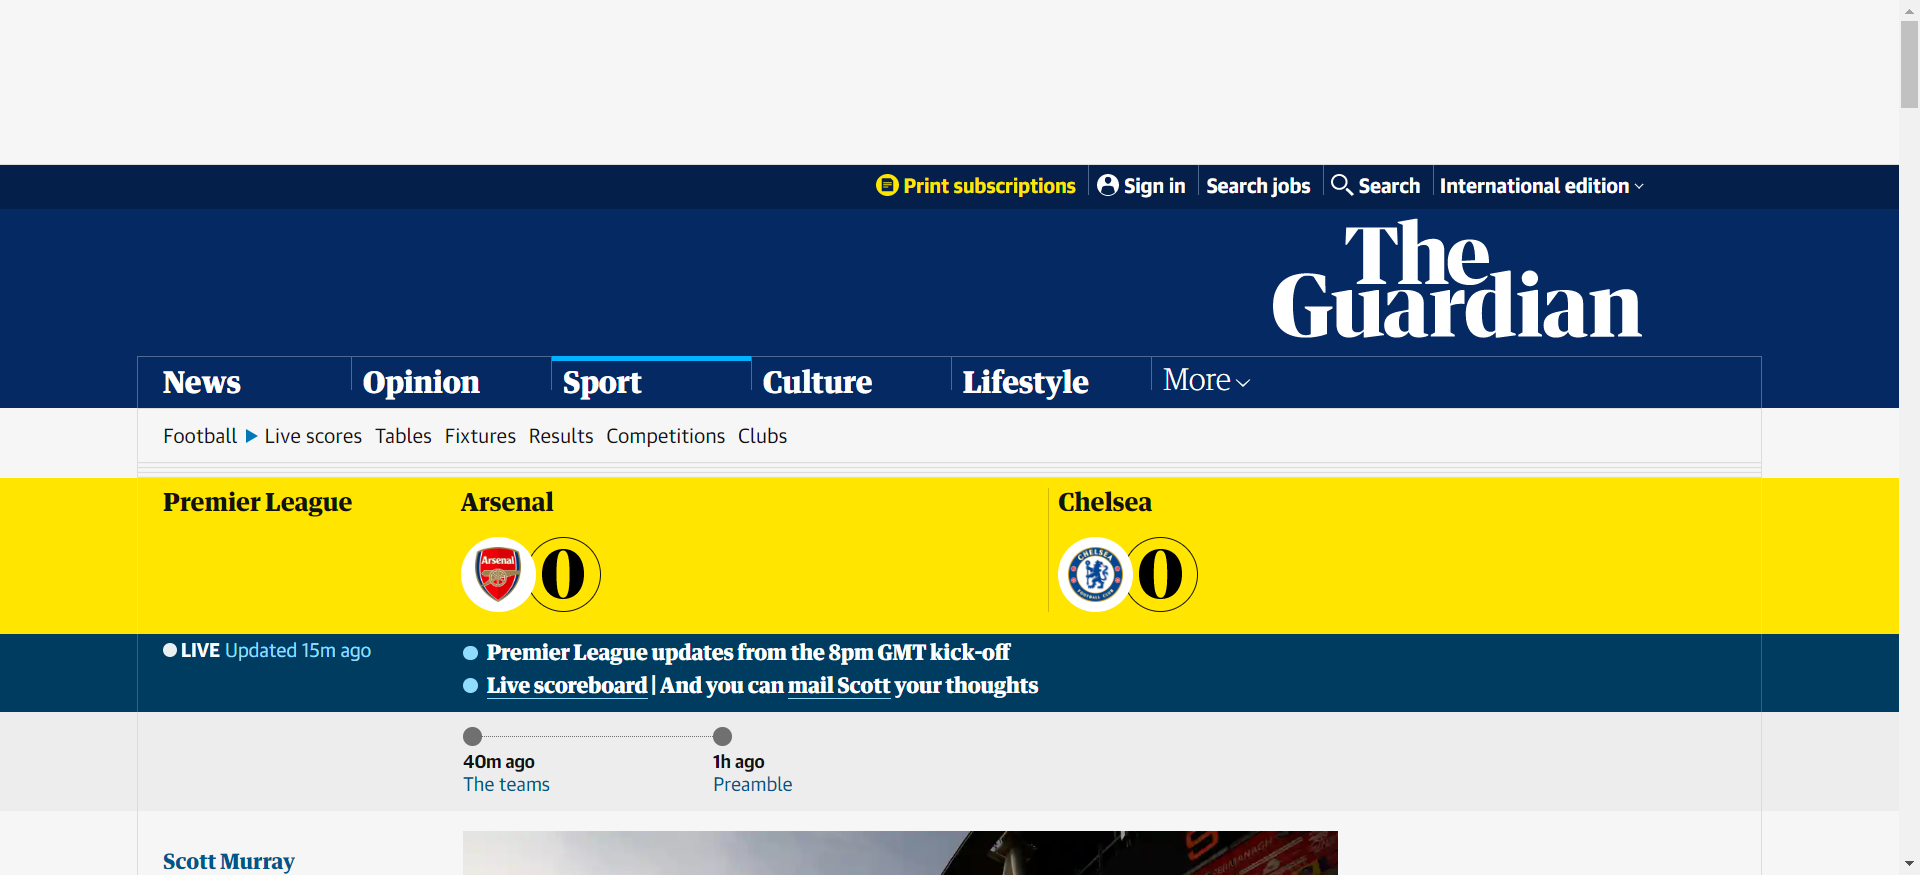 Print subscriptions Sign in Search jobs Search International edition
The
Guardian
News Opinion Sport Culture Lifestyle More
Football Live scores Tables Fixtures Results Competitions Clubs
Premier League Arsenal Chelsea
Arsenal 0 CHELSEA FOOTBALL CLUB 0
LIVE Updated 15m ago
Premier League updates from the 8pm GMT kick-off
Live scoreboard | And you can mail Scott your thoughts
40m ago 1h ago
The teams Preamble
Scott Murray